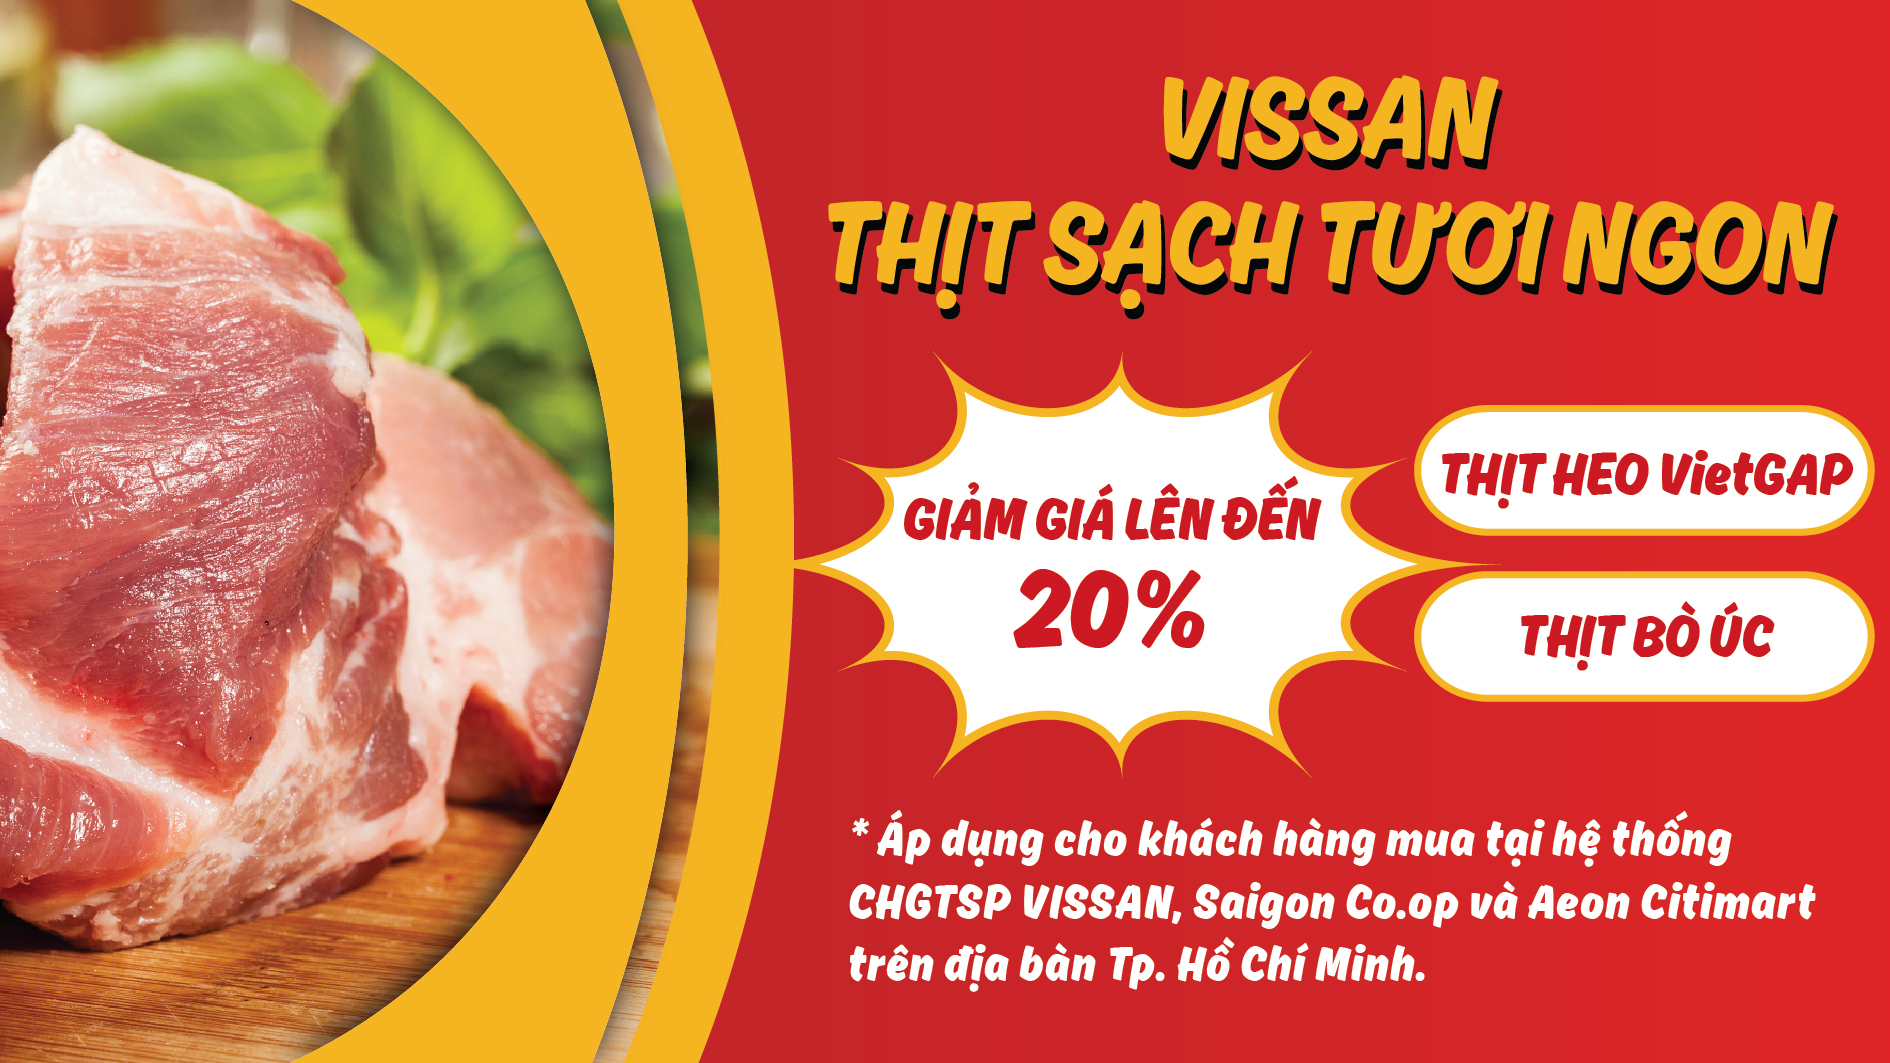 VISSAN
THỊT SẠCH TƯƠI NGON
GIẢM GIÁ LÊN ĐẾN
20%
THỊT HEO VietGAP
THỊT BÒ ÚC
* Áp dụng cho khách hàng mua tại hệ thống
CHGTSP VISSAN, Saigon Co.op và Aeon Citimart
trên địa bàn Tp. Hồ Chí Minh.